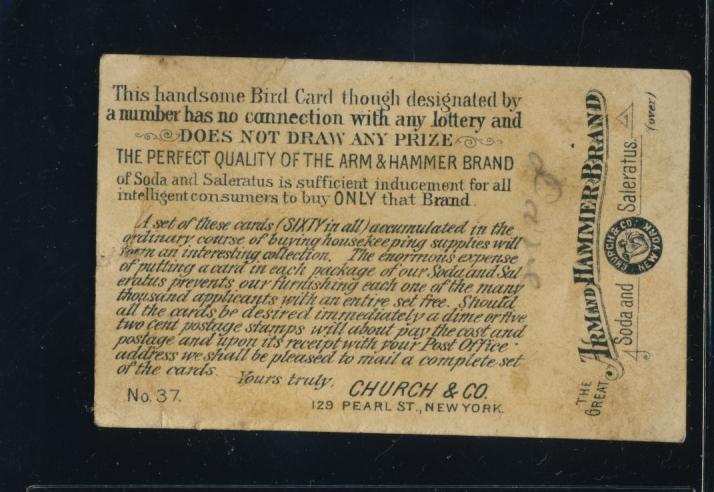 This handsome Bird Card though designated by
a number has no connection with any lottery and
DOES NOT DRAW ANY PRIZE
THE PERFECT QUALITY OF THE ARM & HAMMER BRAND
of Soda and Saleratus is sufficient inducement for all
intelligent consumers to buy ONLY that Brand
A set of these cards (SIXTY in all) accumulated in the
ordinary course of buying housekeeping supplies will
form an interesting collection. The enormous expense
of putting a card in each package of our Soda and Sal
eratus prevents our furnishing each one of the many
thousand applicants with an entire set free. Should
all the cards be desired immediately a dime or five
two cent postage stamps will about pay the cost and
postage and upon its receipt with your Post Office
address we shall be pleased to mail a complete set
of the cards.
Yours truly,
CHURCH & CO.
129 PEARL ST., NEW YORK.
No. 37.
THE
GREAT
ARM AND HAMMER BRAND
Soda and
CHURCH & CO.
NEW YORK
Saleratus.
(over)